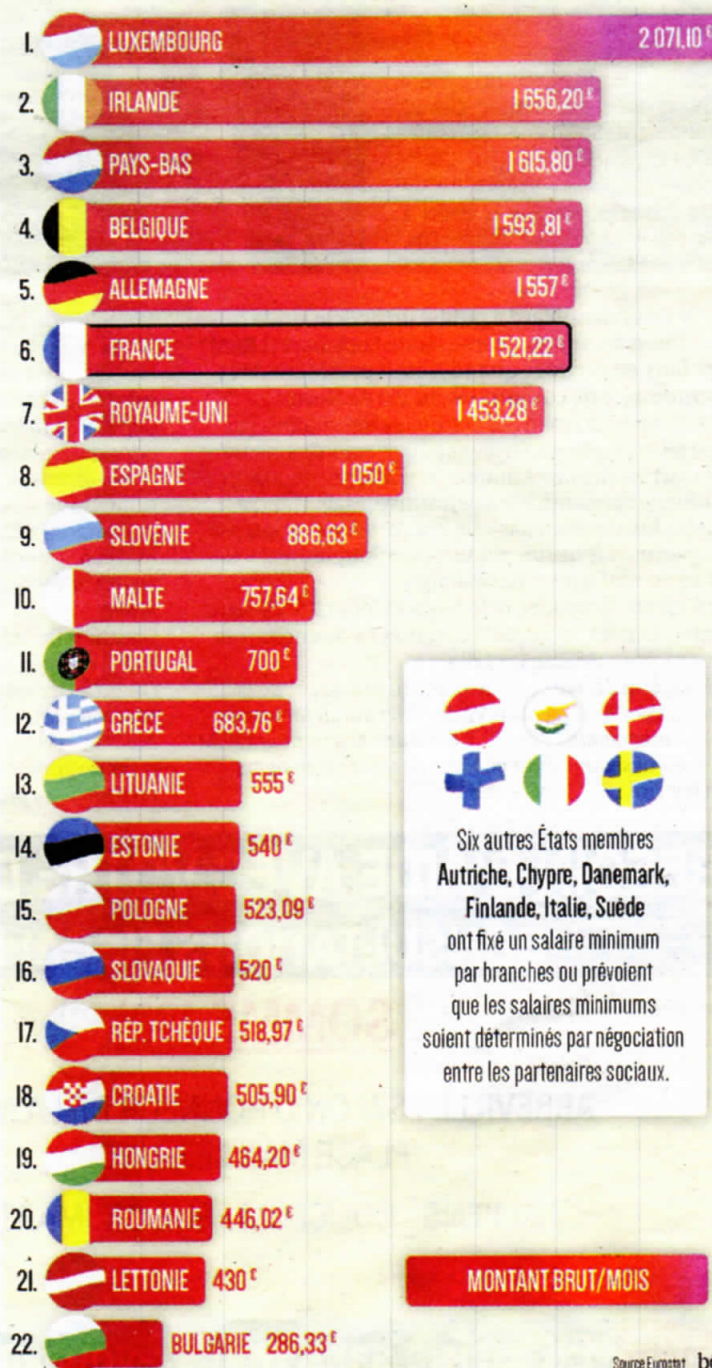 1. LUXEMBOURG 2 071,10 €
2. IRLANDE 1 656,20 €
3. PAYS-BAS 1 615,80 €
4. BELGIQUE 1 593,81 €
5. ALLEMAGNE 1 557 €
6. FRANCE 1 521,22 €
7. ROYAUME-UNI 1 453,28 €
8. ESPAGNE 1 050 €
9. SLOVÈNIE 886,63 €
10. MALTE 757,64 €
11. PORTUGAL 700 €
12. GRÈCE 683,76 €
13. LITUANIE 555 €
14. ESTONIE 540 €
15. POLOGNE 523,09 €
16. SLOVAQUIE 520 €
17. RÉP. TCHÈQUE 518,97 €
18. CROATIE 505,90 €
19. HONGRIE 464,20 €
20. ROUMANIE 446,02 €
21. LETTONIE 430 €
22. BULGARIE 286,33 €
Six autres États membres
Autriche, Chypre, Danemark,
Finlande, Italie, Suède
ont fixé un salaire minimum
par branches ou prévoient
que les salaires minimums
soient déterminés par négociation
entre les partenaires sociaux.
MONTANT BRUT/MOIS
Source Eurostat